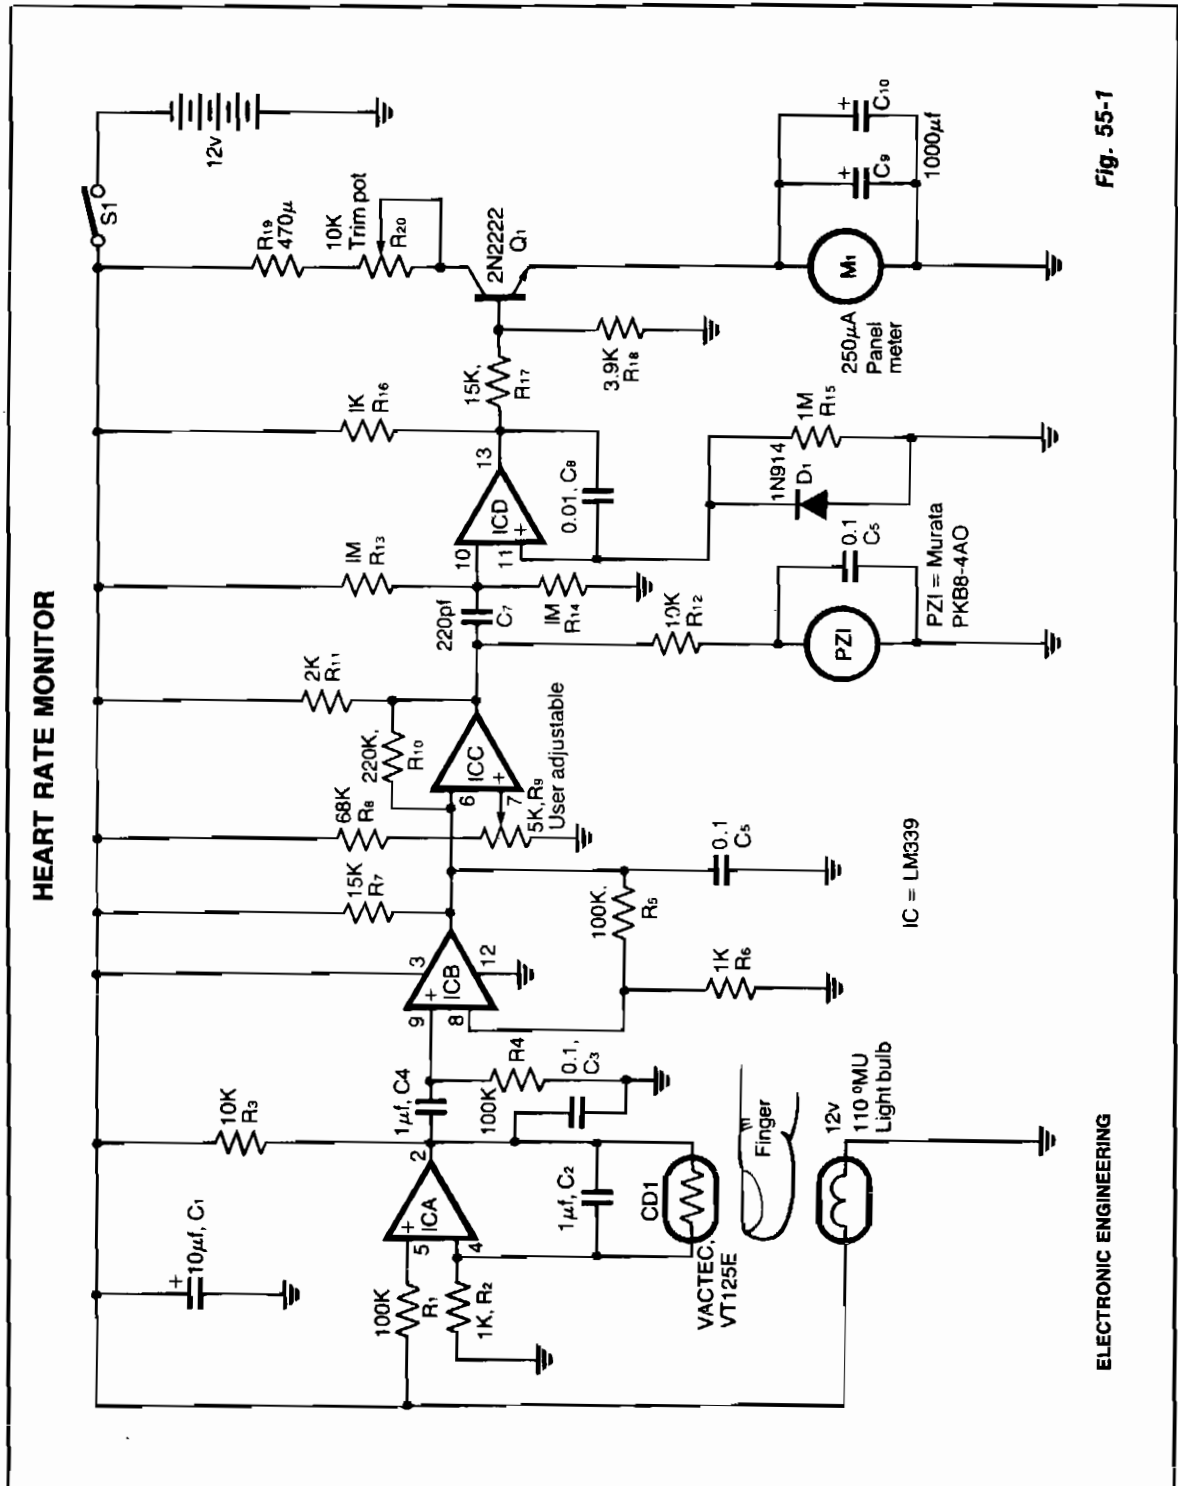 HEART RATE MONITOR
S1
12v
10μf, C1
10K
R3
15K
R7
68K
R8
2K
R11
IM
R13
IK
R16
R19
470μ
10K
Trim pot
R20
220K,
R10
100K
R1
1K, R2
5
4
+
ICA
2
1μf, C4
9
8
+
ICB
3
12
6
7
+
ICC
5K, R9
User adjustable
220pf
C7
10
11
+
ICD
13
15K,
R17
2N2222
Q1
1μf, C2
100K
R4
0.1,
C3
100K,
R5
1K
R6
0.1
C5
IM
R14
10K
R12
0.01, C8
3.9K
R18
CD1
VACTEC,
VT125E
Finger
12v
110 0MU
Light bulb
IC = LM339
PZI
0.1
C5
PZI = Murata
PKB8-4AO
1N914
D1
1M
R15
250μA
Panel
meter
M1
+
C9
+
C10
1000μf
ELECTRONIC ENGINEERING
Fig. 55-1